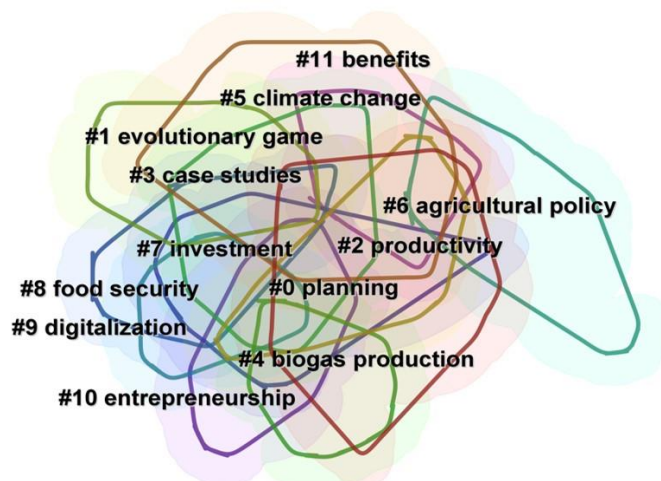 #11 benefits
#5 climate change
#1 evolutionary game
#3 case studies
#6 agricultural policy
#7 investment
#2 productivity
#8 food security
#0 planning
#9 digitalization
#4 biogas production
#10 entrepreneurship